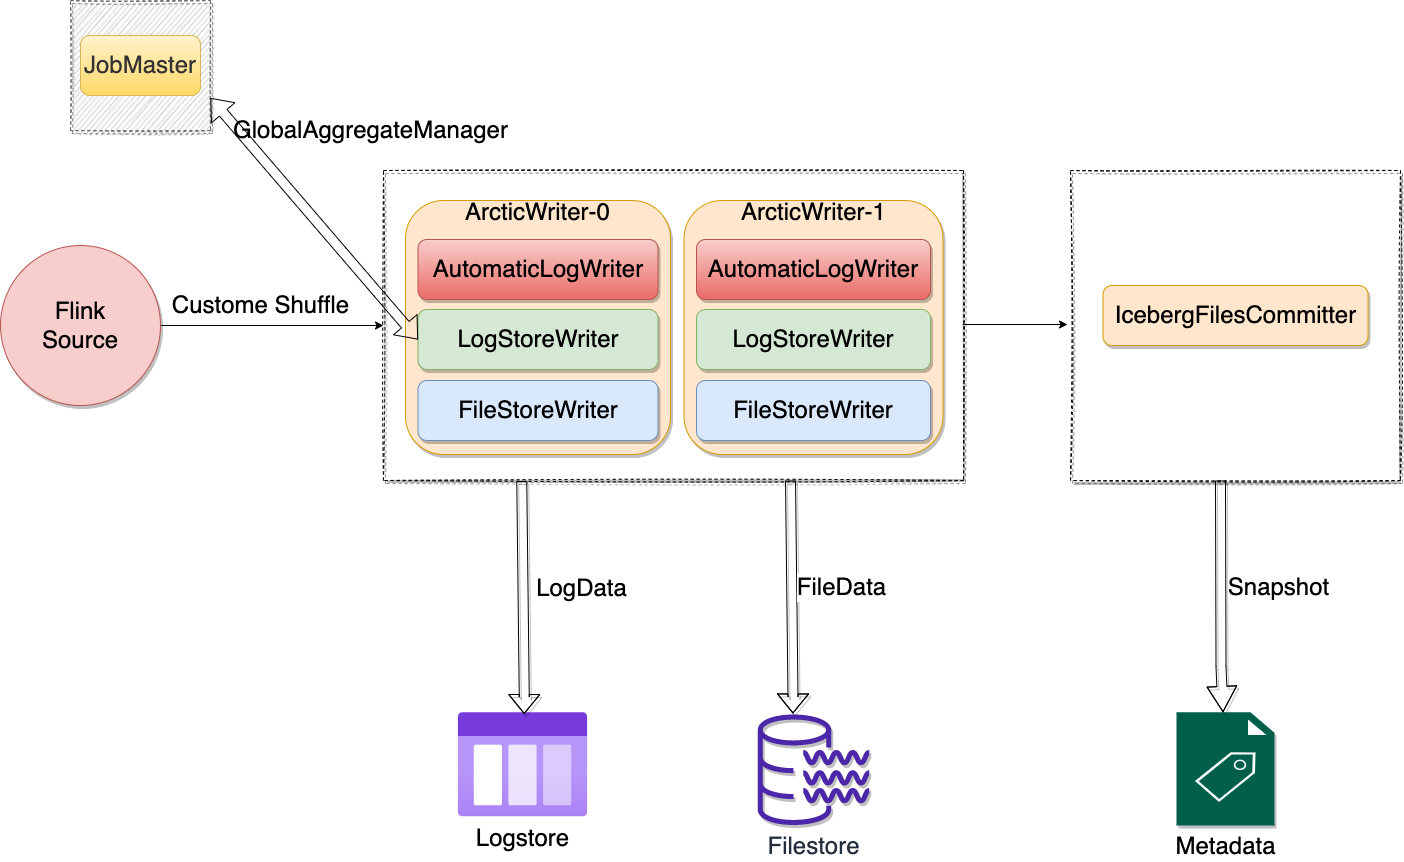 JobMaster
GlobalAggregateManager
ArcticWriter-0
ArcticWriter-1
AutomaticLogWriter
AutomaticLogWriter
Flink
Source
Custome Shuffle
LogStoreWriter
LogStoreWriter
IcebergFilesCommitter
FileStoreWriter
FileStoreWriter
LogData
FileData
Snapshot
Logstore
Filestore
Metadata